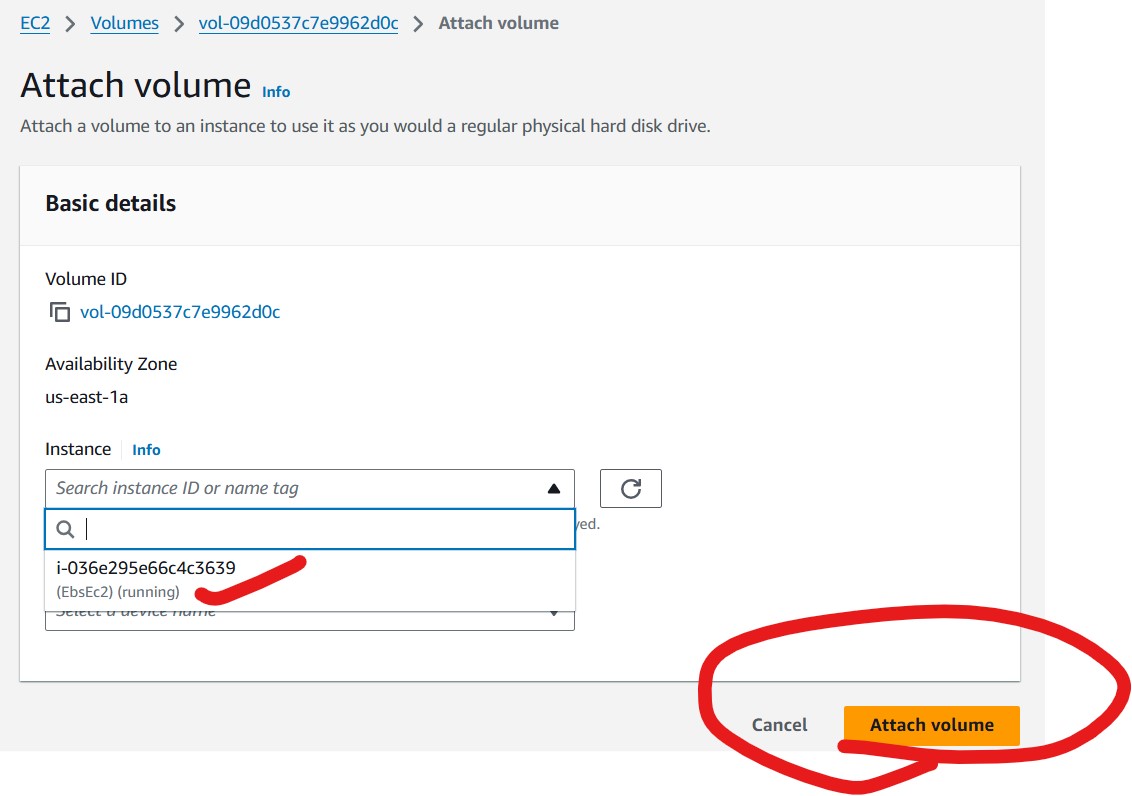 EC2 > Volumes > vol-09d0537c7e9962d0c > Attach volume
Attach volume Info
Attach a volume to an instance to use it as you would a regular physical hard disk drive.
Basic details
Volume ID
vol-09d0537c7e9962d0c
Availability Zone
us-east-1a
Instance Info
Search instance ID or name tag
yed.
i-036e295e66c4c3639
(EbsEc2) (running)
Select a device name
Cancel Attach volume